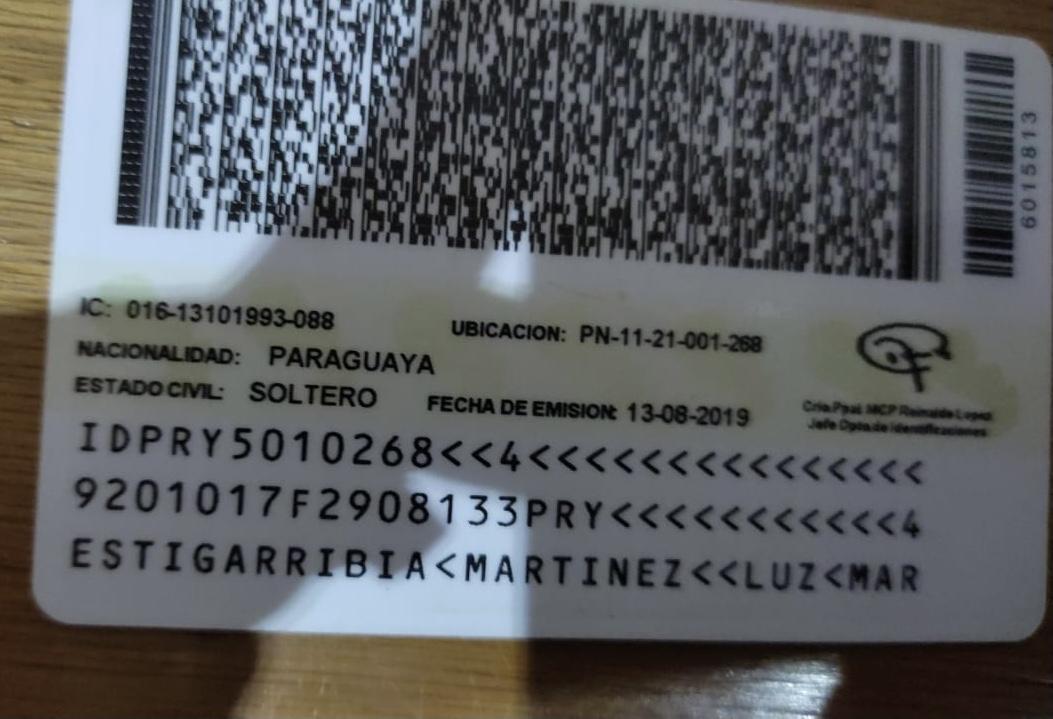 6015813
IC: 016-13101993-088
UBICACION: PN-11-21-001-268
NACIONALIDAD: PARAGUAYA
ESTADO CIVIL: SOLTERO
FECHA DE EMISION: 13-08-2019
Crio.Ppal. MCP Reinaldo Lopez
Jefe Dpto.de Identificaciones
IDPRY5010268<<4<<<<<<<<<<<<<<<
9201017F2908133PRY<<<<<<<<<<<4
ESTIGARRIBIA<MARTINEZ<<LUZ<MAR